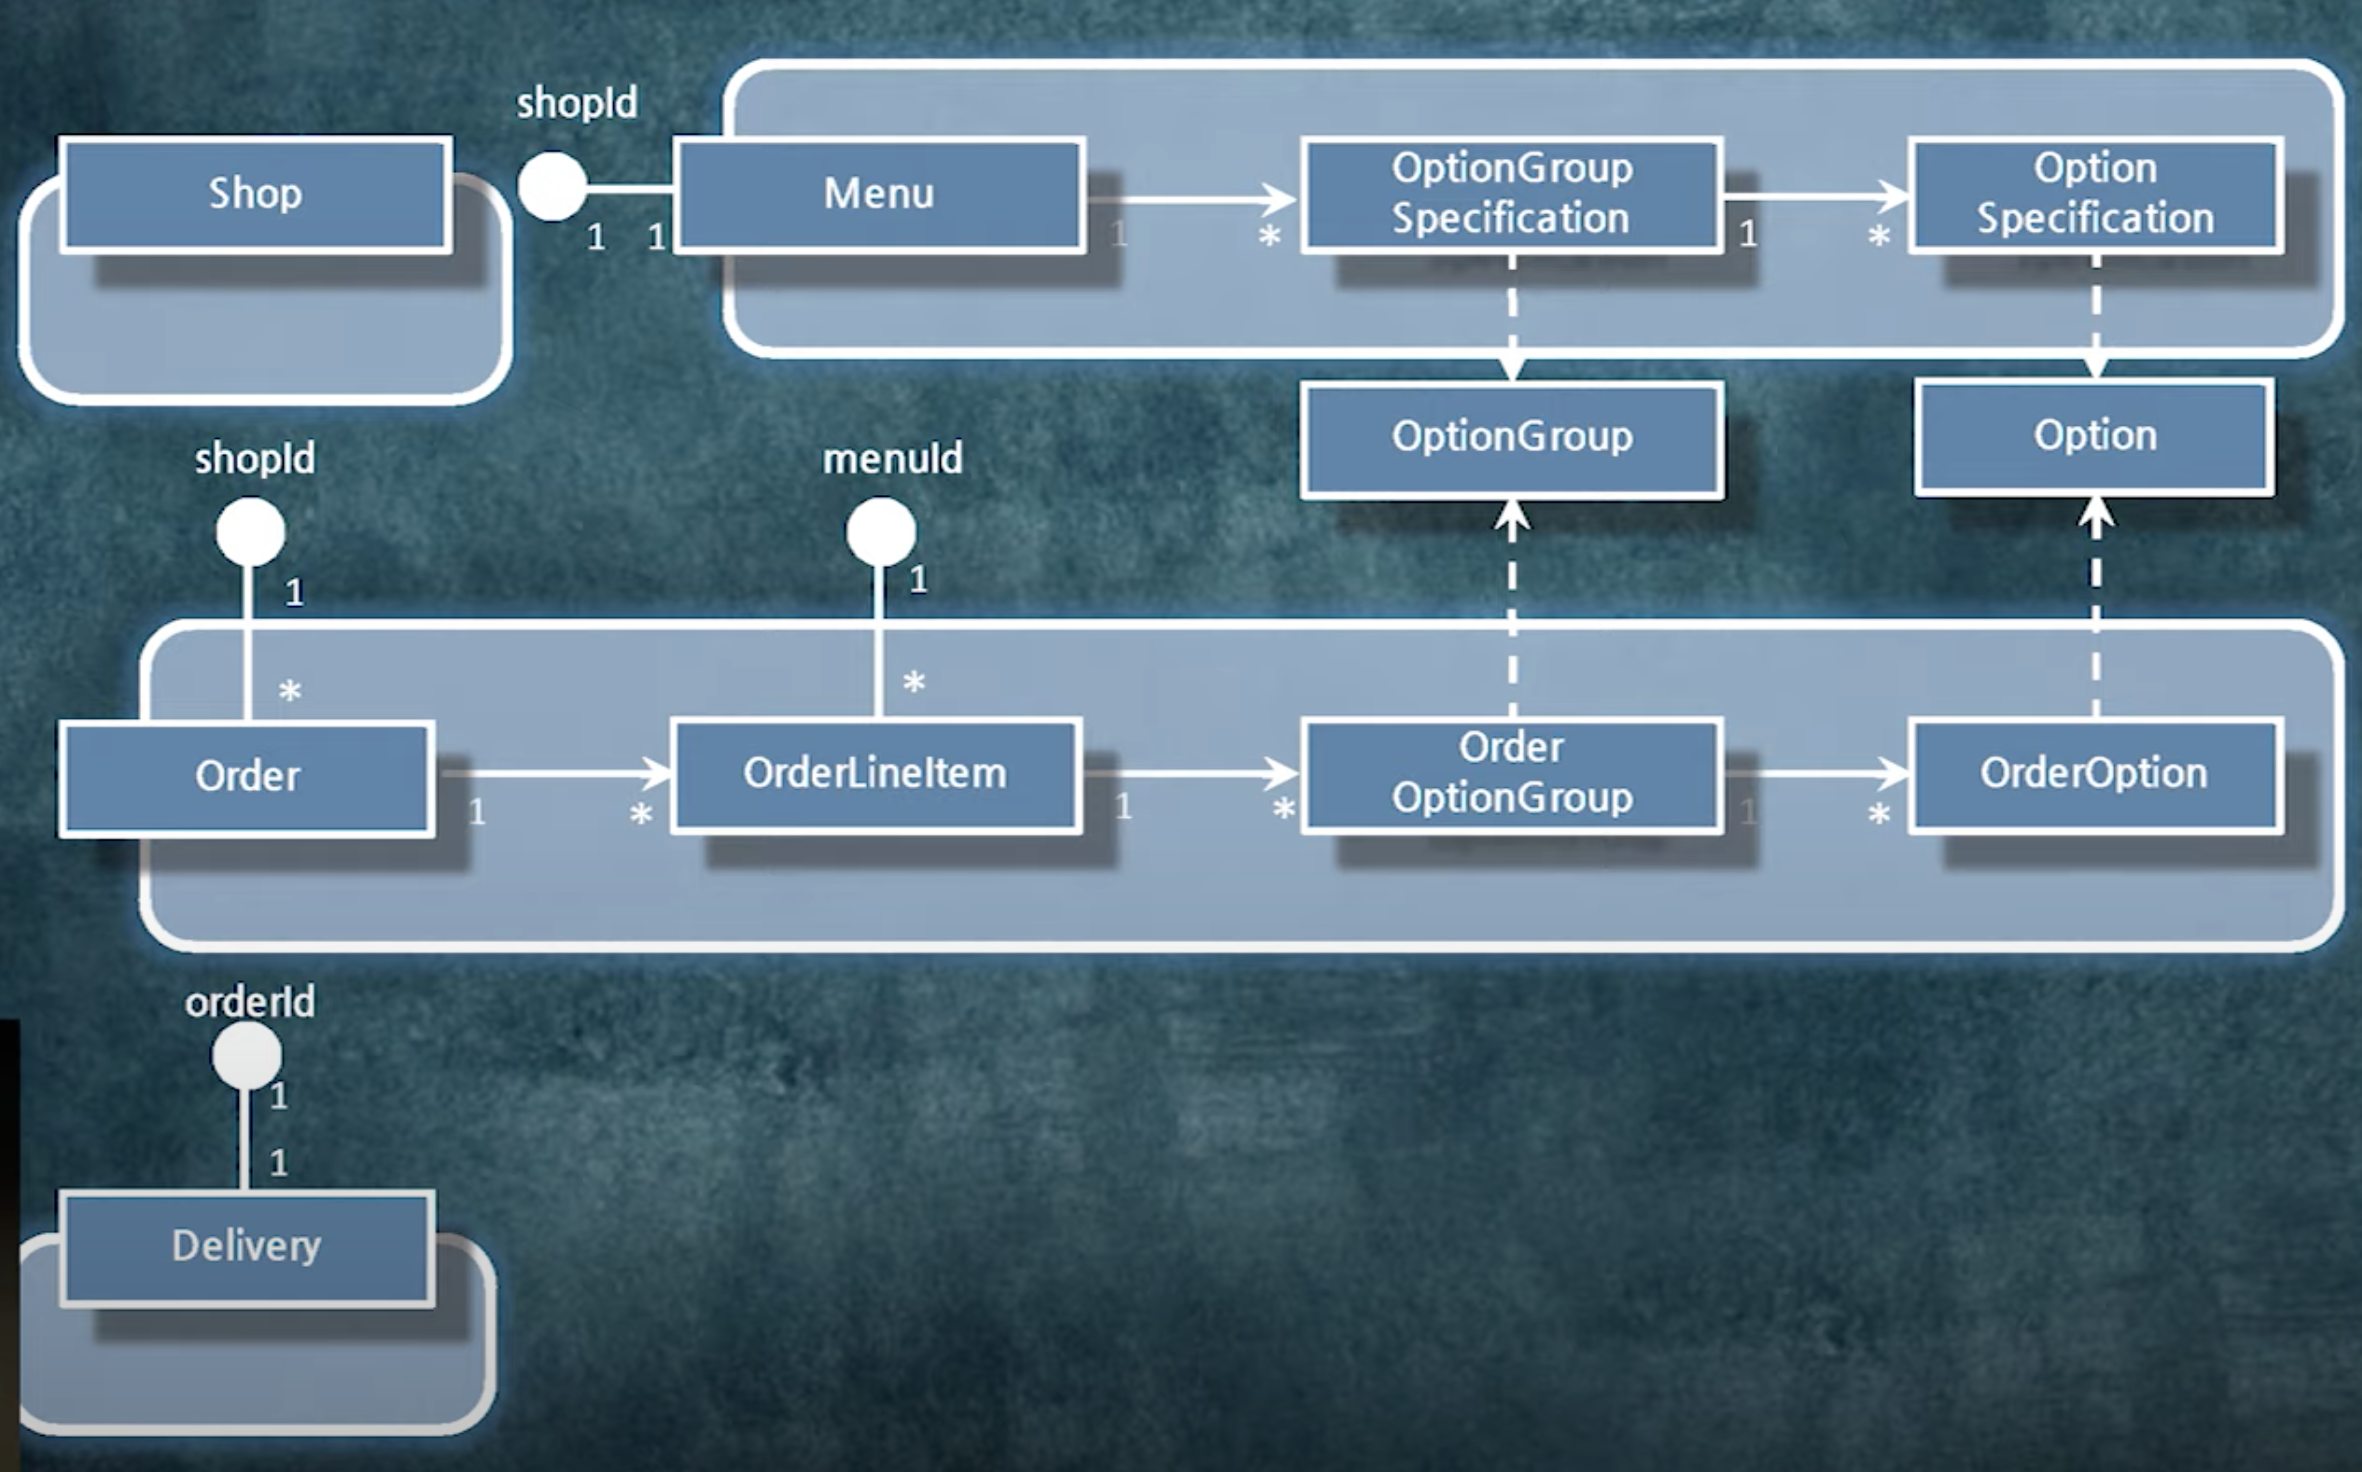 shopId
Shop
1 1
Menu
1
*
OptionGroup
Specification
1
*
Option
Specification
shopId
menuId
OptionGroup
Option
1
1
*
*
Order
1
*
OrderLineItem
1
*
Order
OptionGroup
1
*
OrderOption
orderId
1
1
Delivery